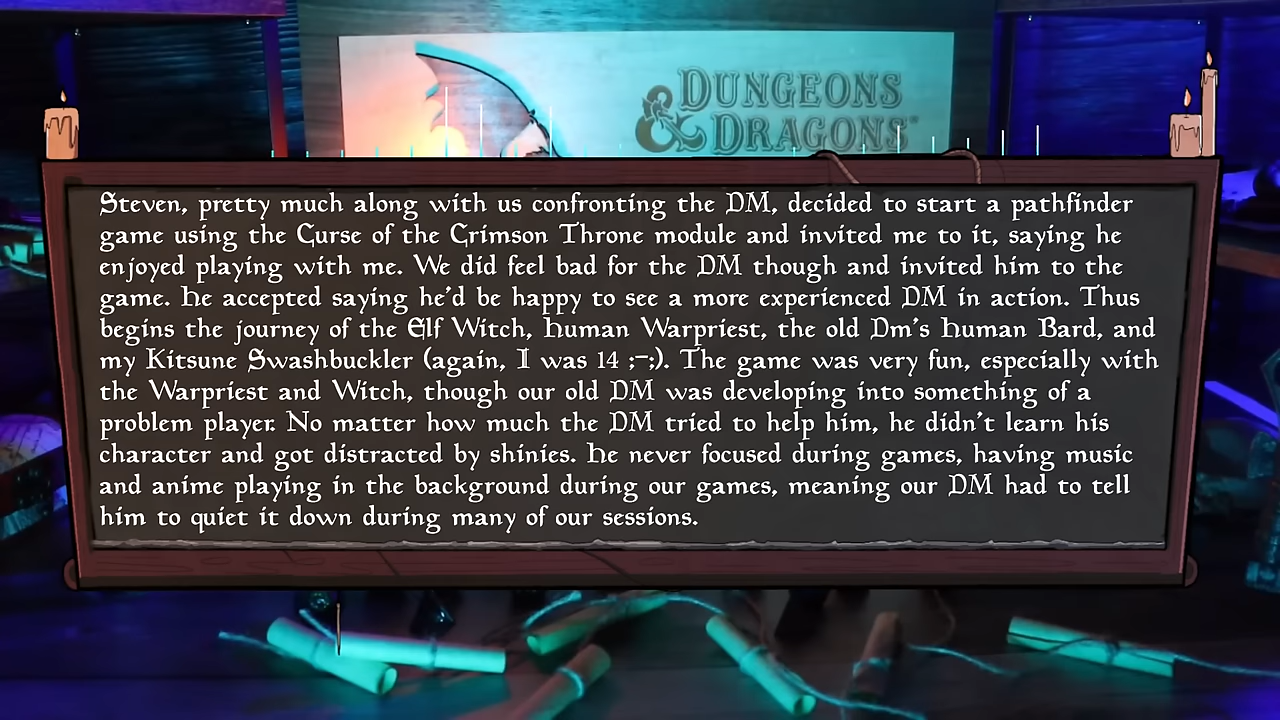 DUNGEONS
& DRAGONS®
Steven, pretty much along with us confronting the DM, decided to start a pathfinder
game using the Curse of the Crimson Throne module and invited me to it, saying he
enjoyed playing with me. We did feel bad for the DM though and invited him to the
game. He accepted saying he'd be happy to see a more experienced DM in action. Thus
begins the journey of the Elf Witch, Human Warpriest, the old Dm's Human Bard, and
my Kitsune Swashbuckler (again, I was 14 ;-;). The game was very fun, especially with
the Warpriest and Witch, though our old DM was developing into something of a
problem player. No matter how much the DM tried to help him, he didn't learn his
character and got distracted by shinies. He never focused during games, having music
and anime playing in the background during our games, meaning our DM had to tell
him to quiet it down during many of our sessions.